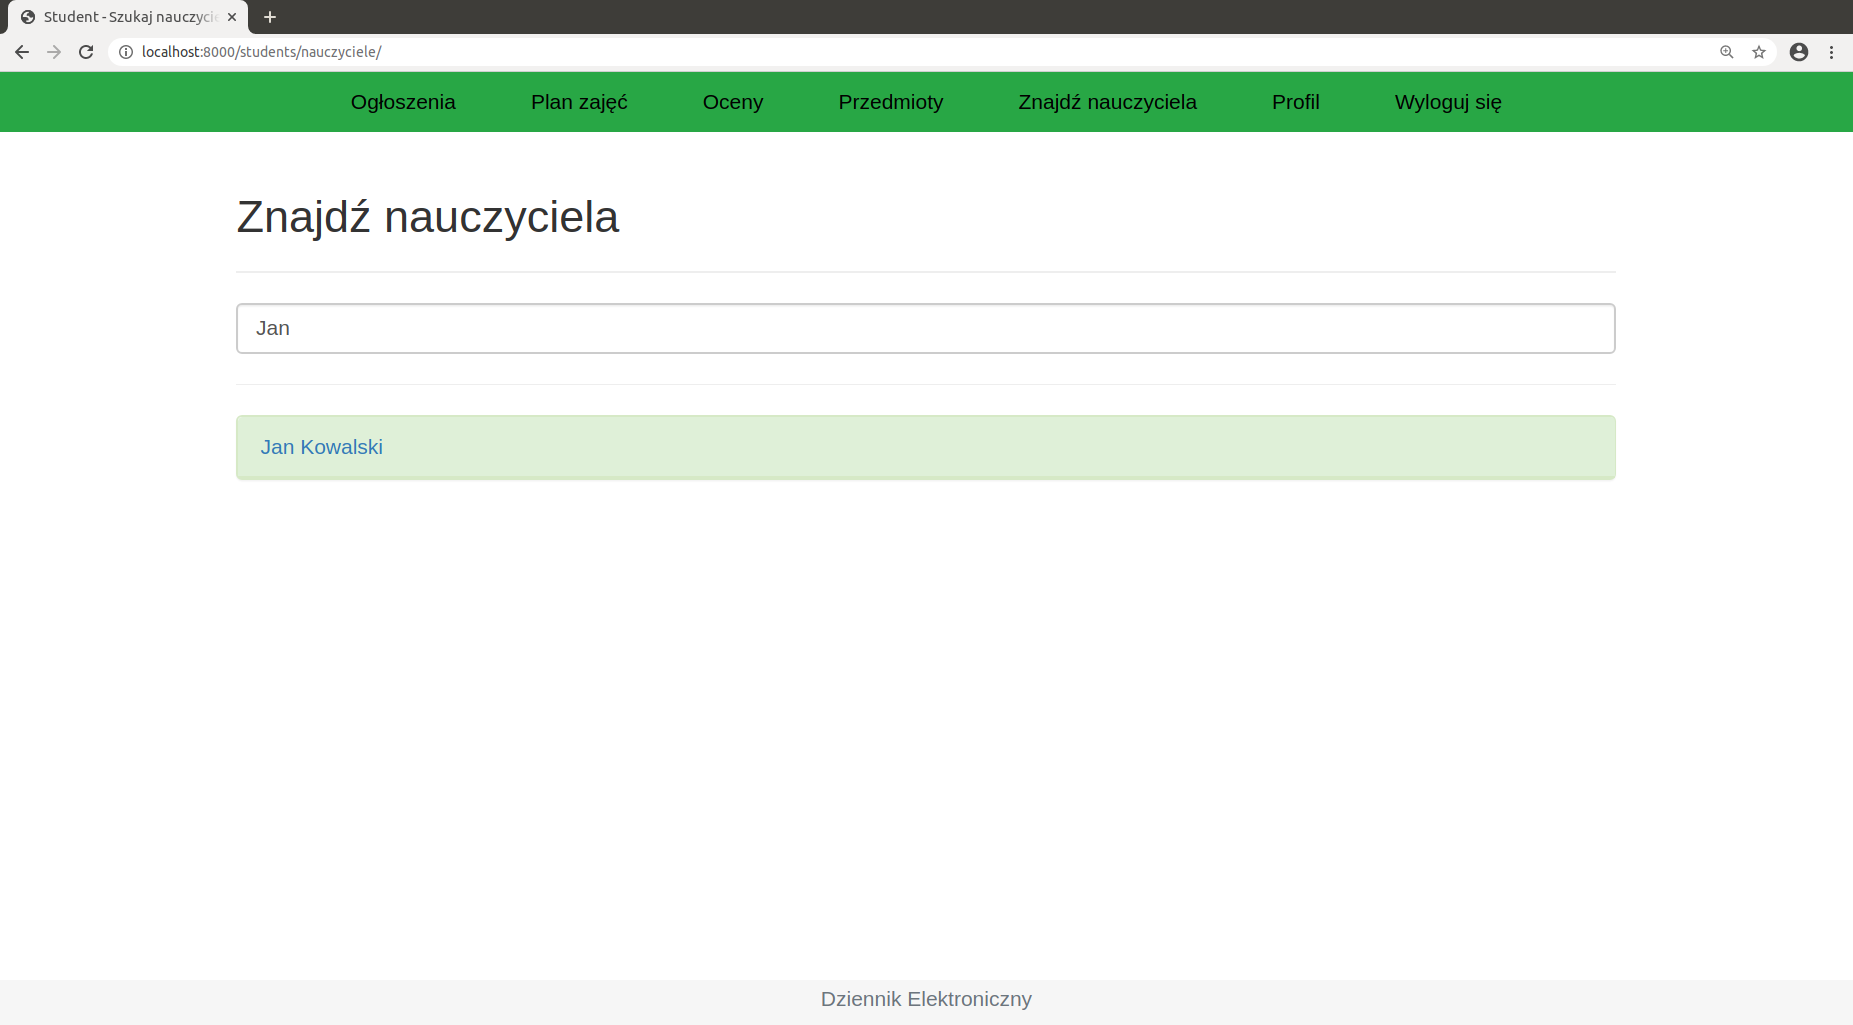 Student - Szukaj nauczycie
localhost:8000/students/nauczyciele/
Ogłoszenia Plan zajęć Oceny Przedmioty Znajdź nauczyciela Profil Wyloguj się
Znajdź nauczyciela
Jan
Jan Kowalski
Dziennik Elektroniczny